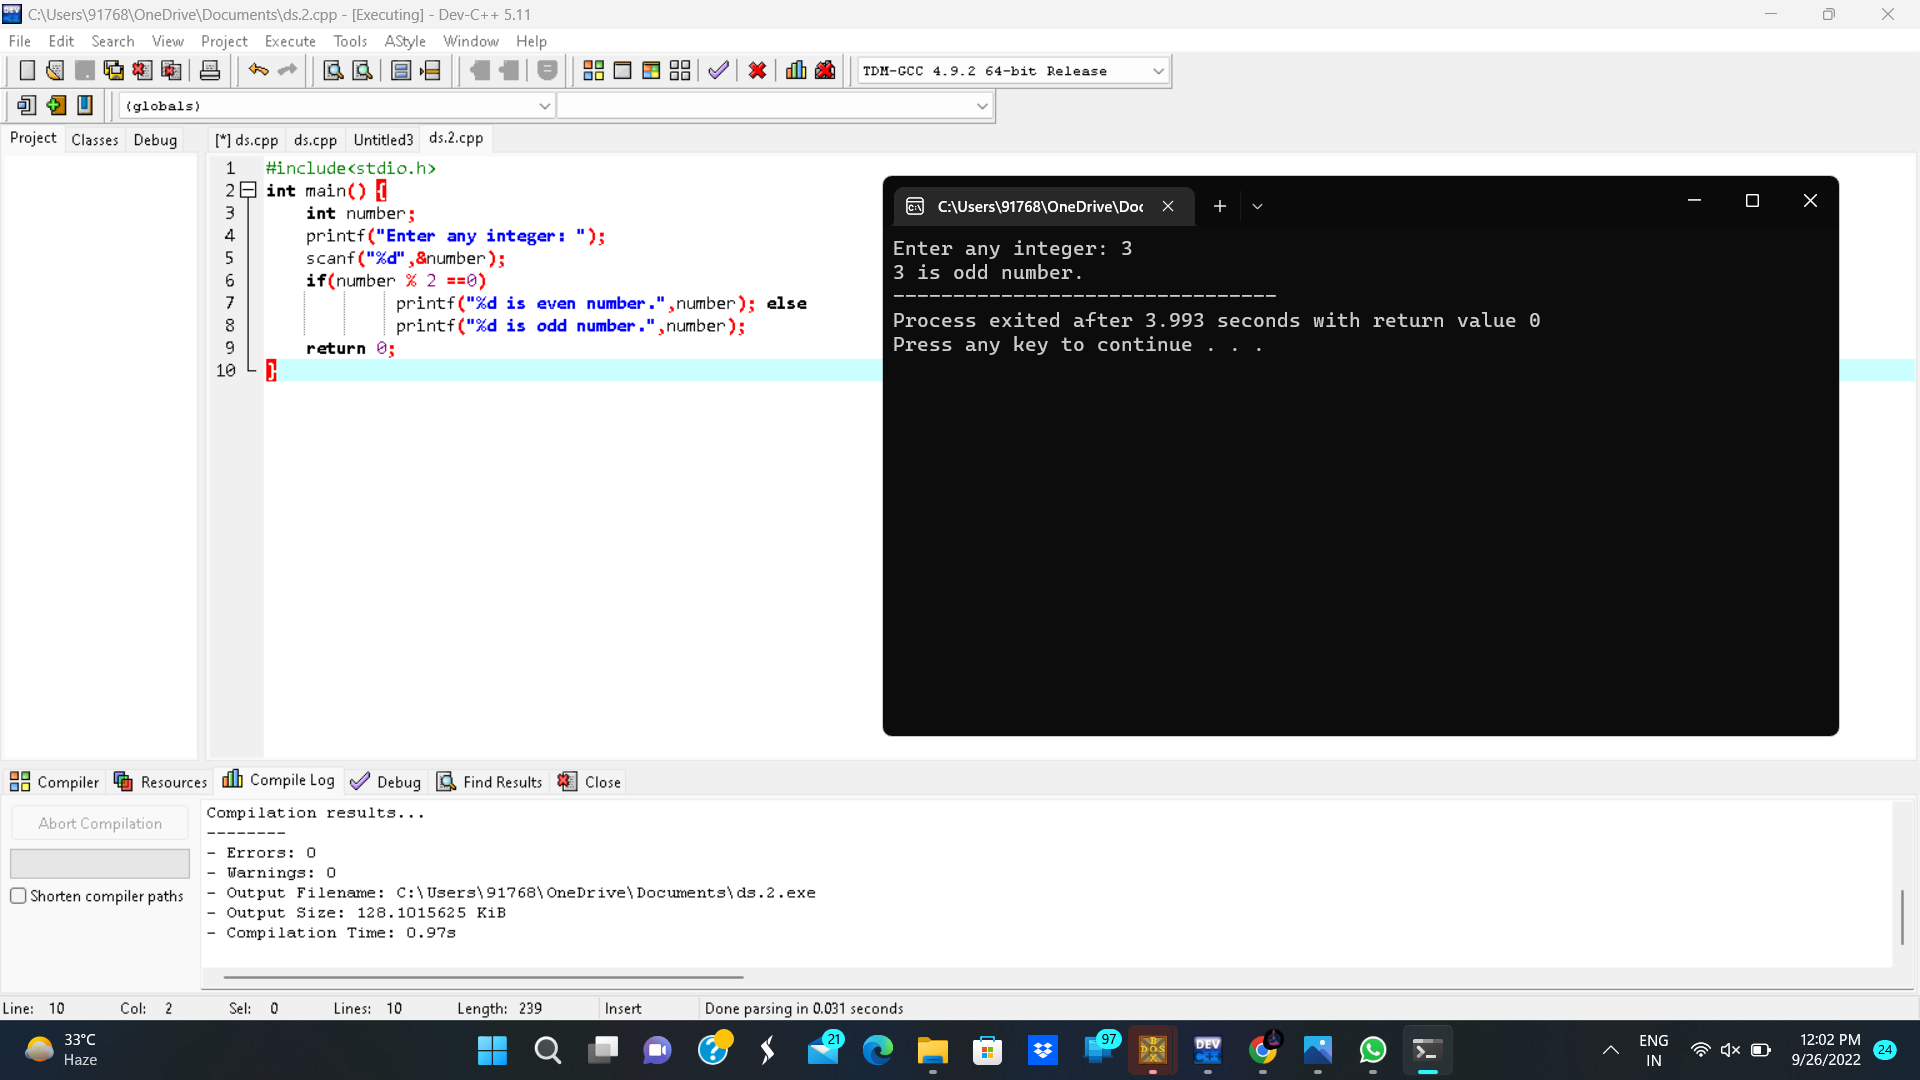 C:\Users\91768\OneDrive\Documents\ds.2.cpp - [Executing] - Dev-C++ 5.11
File Edit Search View Project Execute Tools AStyle Window Help
TDM-GCC 4.9.2 64-bit Release
(globals)
Project Classes Debug [*] ds.cpp ds.cpp Untitled3 ds.2.cpp
1 #include<stdio.h>
2 int main() {
3 int number;
4 printf("Enter any integer: ");
5 scanf("%d",&number);
6 if(number % 2 ==0)
7 printf("%d is even number.",number); else
8 printf("%d is odd number.",number);
9 return 0;
10 }
C:\Users\91768\OneDrive\Doc
Enter any integer: 3
3 is odd number.
--------------------------------
Process exited after 3.993 seconds with return value 0
Press any key to continue . . .
Compiler Resources Compile Log Debug Find Results Close
Abort Compilation
Shorten compiler paths
Compilation results...
--------
- Errors: 0
- Warnings: 0
- Output Filename: C:\Users\91768\OneDrive\Documents\ds.2.exe
- Output Size: 128.1015625 KiB
- Compilation Time: 0.97s
Line: 10 Col: 2 Sel: 0 Lines: 10 Length: 239 Insert Done parsing in 0.031 seconds
33°C
Haze
21
97
DEV
C++
ENG
IN
12:02 PM
9/26/2022
24